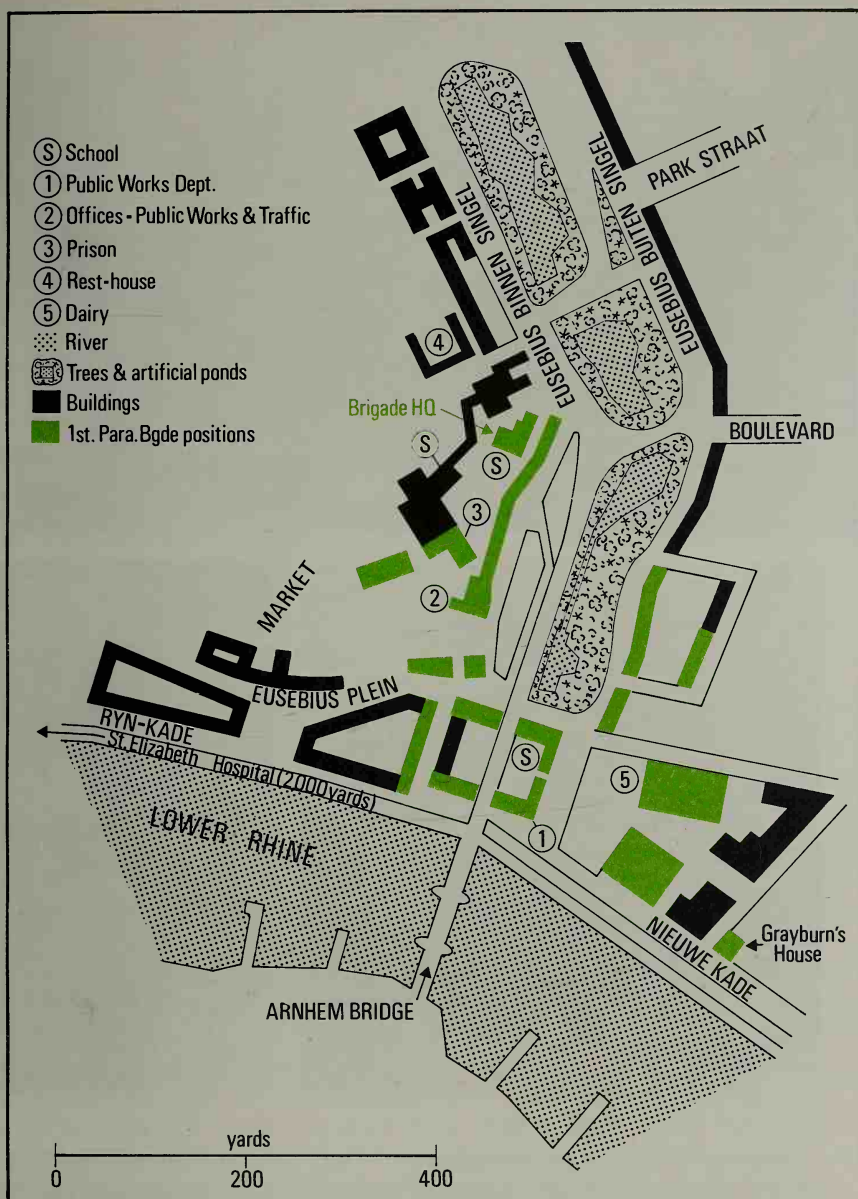 Ⓢ School
① Public Works Dept.
② Offices - Public Works & Traffic
③ Prison
④ Rest-house
⑤ Dairy
River
Trees & artificial ponds
Buildings
1st. Para. Bgde positions
EUSEBIUS BINNEN SINGEL
EUSEBIUS BUITEN SINGEL
PARK STRAAT
④
Brigade HQ
Ⓢ
Ⓢ
BOULEVARD
③
②
MARKET
EUSEBIUS PLEIN
RYN-KADE
St. Elizabeth Hospital (2000 yards)
Ⓢ
⑤
①
LOWER RHINE
NIEUWE KADE
Grayburn's
House
ARNHEM BRIDGE
yards
0 200 400